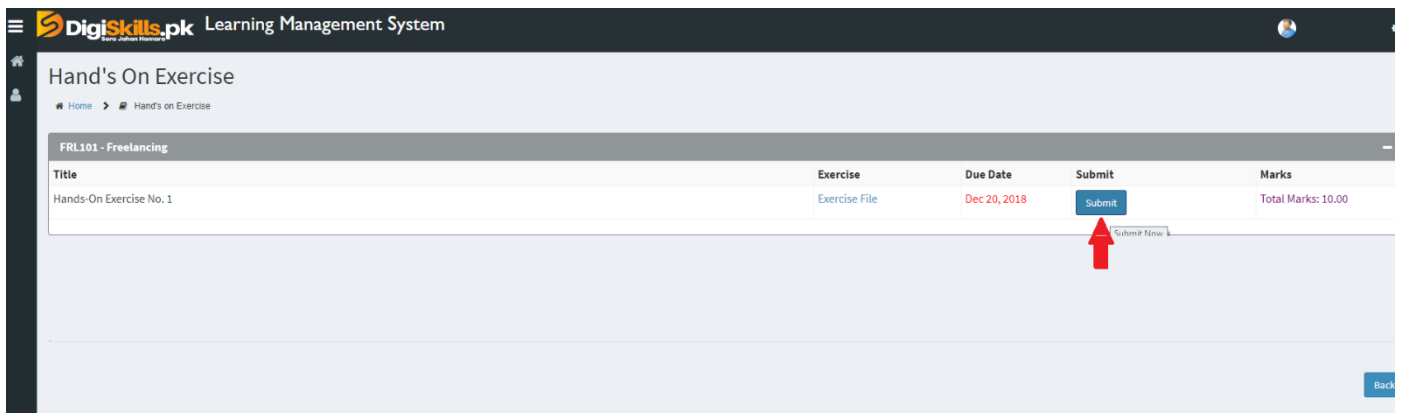 DigiSkills.pk Learning Management System
Sara Jahan Hamara
Hand's On Exercise
Home Hand's on Exercise
FRL101 - Freelancing
Title Exercise Due Date Submit Marks
Hands-On Exercise No. 1 Exercise File Dec 20, 2018 Submit Total Marks: 10.00
Submit Now
Back